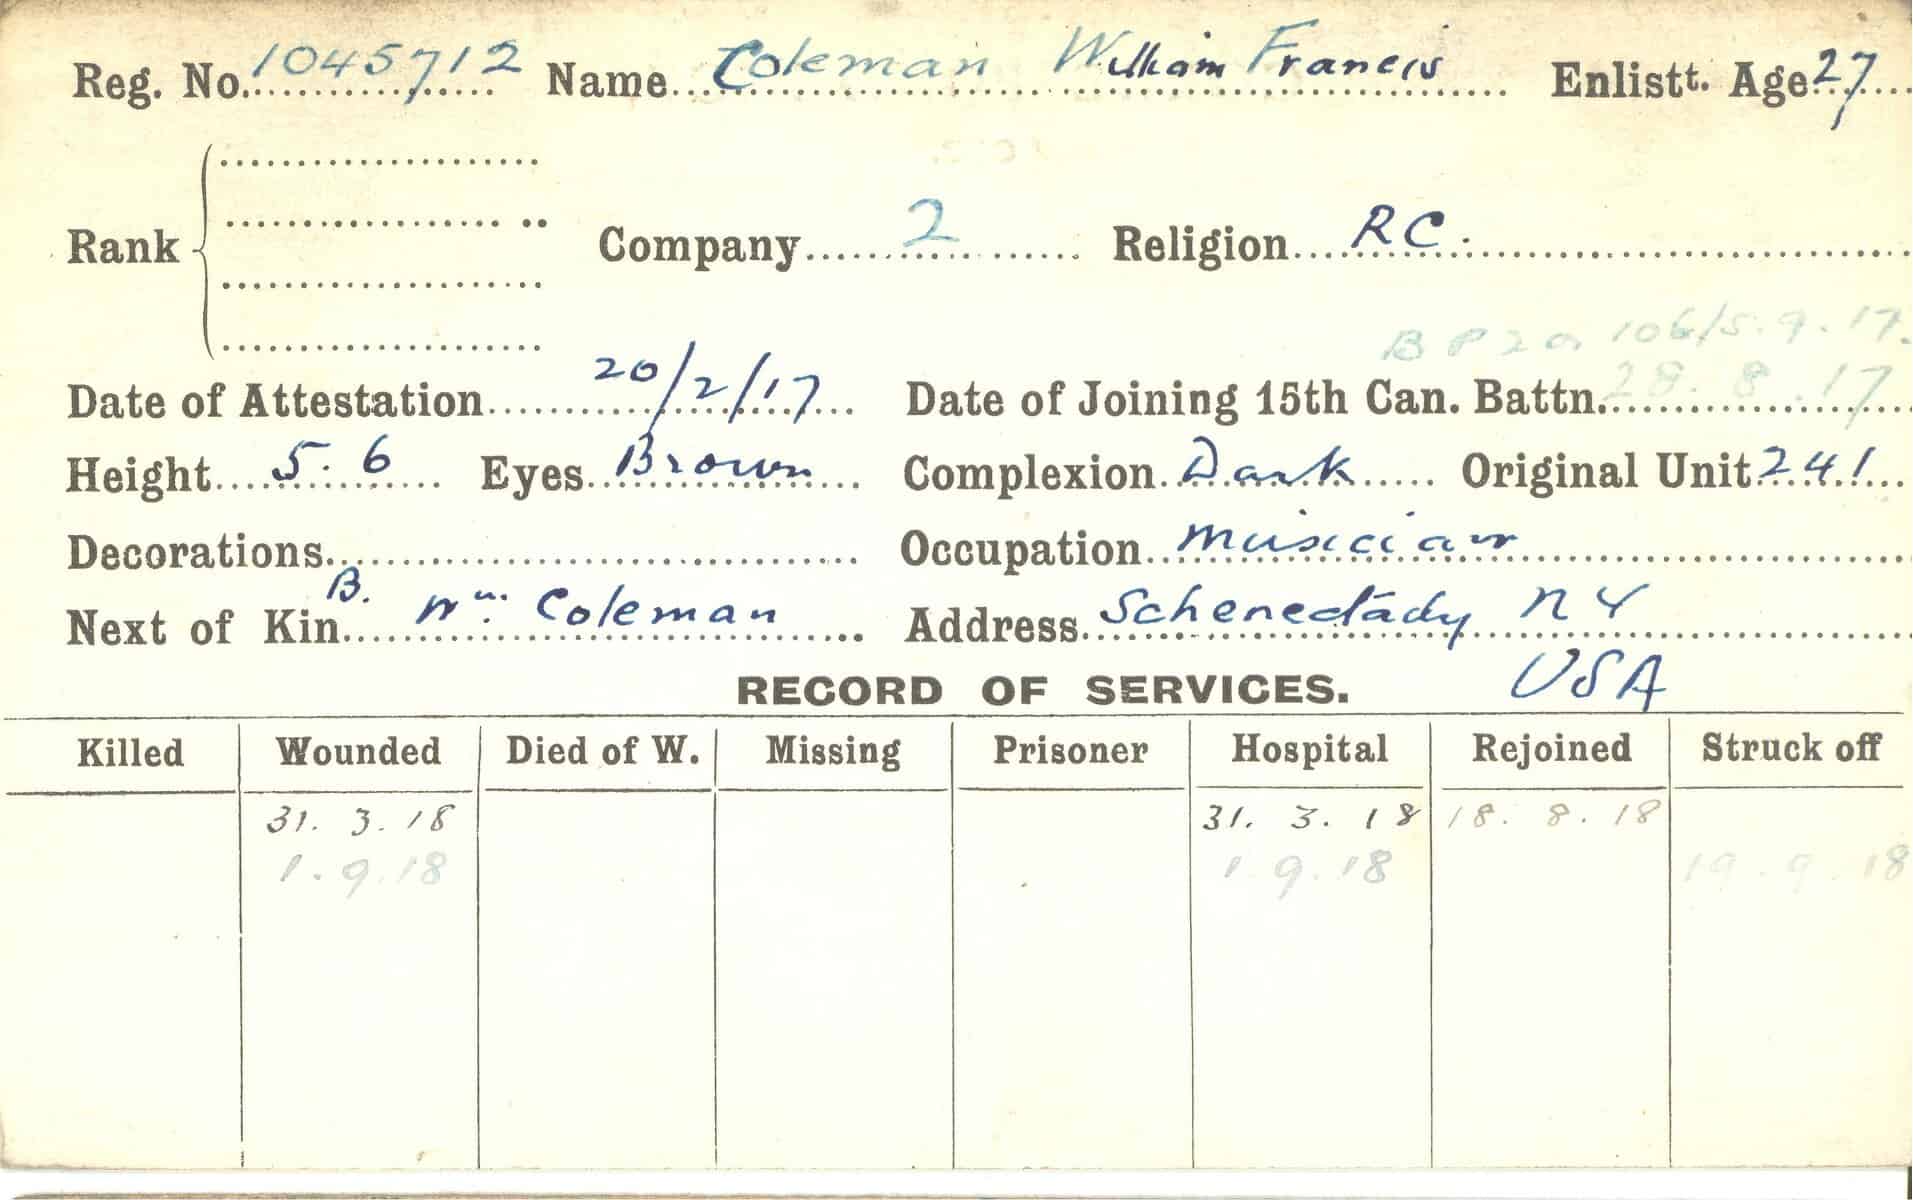 Reg. No. 1045712 Name Coleman William Francis Enlistt. Age 27
Rank Company 2 Religion RC.
106/5.9.17.
Date of Attestation 20/2/17 Date of Joining 15th Can. Battn. 28.8.17
Height 5.6 Eyes Brown Complexion Dark Original Unit 241
Decorations Occupation Musician
B.
Next of Kin Wm. Coleman Address Schenectady NY
RECORD OF SERVICES. USA
Killed Wounded Died of W. Missing Prisoner Hospital Rejoined Struck off
31. 3. 18 31. 3. 18 18. 8. 18
1.9.18 1.9.18 19.9.18